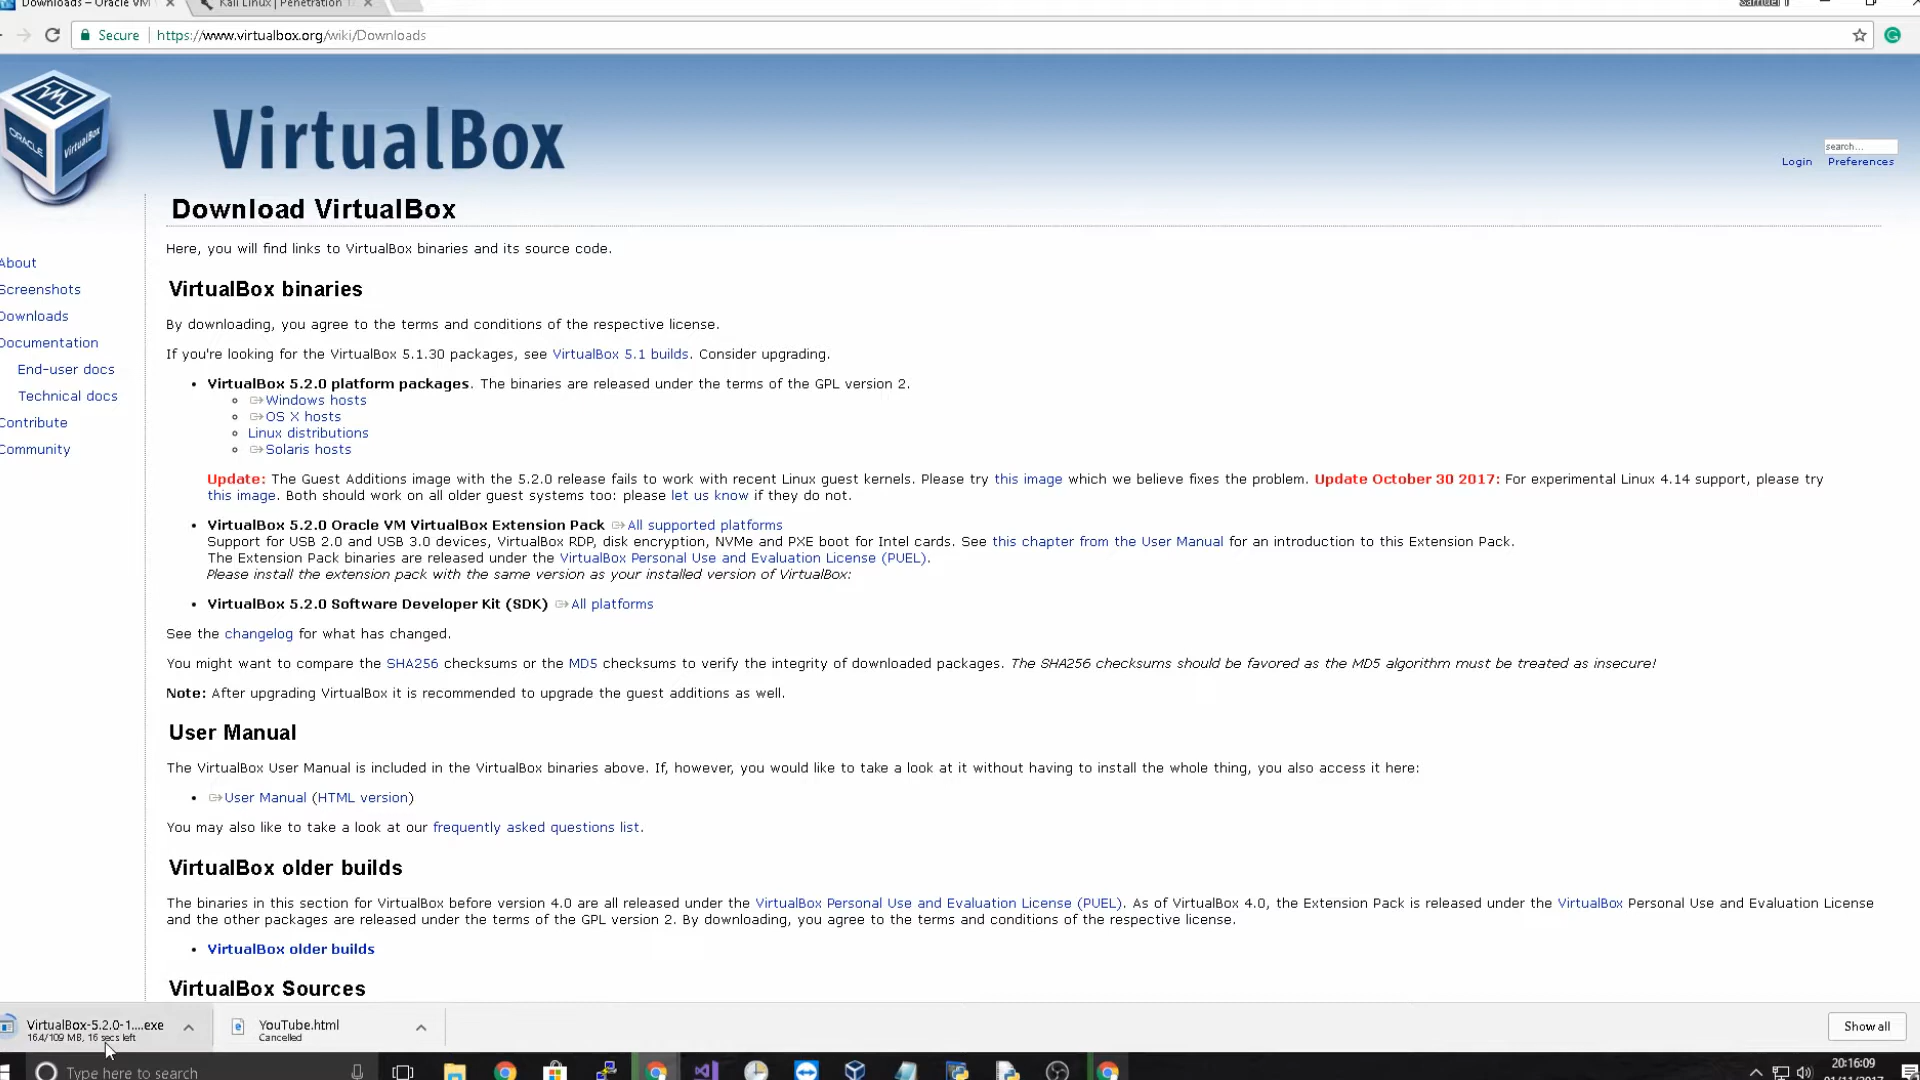 Downloads – Oracle VM
Kali Linux | Penetration T
Samuel T
Secure https://www.virtualbox.org/wiki/Downloads
ORACLE
VirtualBox
VirtualBox
search...
Login Preferences
Download VirtualBox
Here, you will find links to VirtualBox binaries and its source code.
About
Screenshots
Downloads
Documentation
End-user docs
Technical docs
Contribute
Community
VirtualBox binaries
By downloading, you agree to the terms and conditions of the respective license.
If you're looking for the VirtualBox 5.1.30 packages, see VirtualBox 5.1 builds. Consider upgrading.
• VirtualBox 5.2.0 platform packages. The binaries are released under the terms of the GPL version 2.
Windows hosts
OS X hosts
Linux distributions
Solaris hosts
Update: The Guest Additions image with the 5.2.0 release fails to work with recent Linux guest kernels. Please try this image which we believe fixes the problem. Update October 30 2017: For experimental Linux 4.14 support, please try
this image. Both should work on all older guest systems too: please let us know if they do not.
• VirtualBox 5.2.0 Oracle VM VirtualBox Extension Pack All supported platforms
Support for USB 2.0 and USB 3.0 devices, VirtualBox RDP, disk encryption, NVMe and PXE boot for Intel cards. See this chapter from the User Manual for an introduction to this Extension Pack.
The Extension Pack binaries are released under the VirtualBox Personal Use and Evaluation License (PUEL).
Please install the extension pack with the same version as your installed version of VirtualBox:
• VirtualBox 5.2.0 Software Developer Kit (SDK) All platforms
See the changelog for what has changed.
You might want to compare the SHA256 checksums or the MD5 checksums to verify the integrity of downloaded packages. The SHA256 checksums should be favored as the MD5 algorithm must be treated as insecure!
Note: After upgrading VirtualBox it is recommended to upgrade the guest additions as well.
User Manual
The VirtualBox User Manual is included in the VirtualBox binaries above. If, however, you would like to take a look at it without having to install the whole thing, you also access it here:
• User Manual (HTML version)
You may also like to take a look at our frequently asked questions list.
VirtualBox older builds
The binaries in this section for VirtualBox before version 4.0 are all released under the VirtualBox Personal Use and Evaluation License (PUEL). As of VirtualBox 4.0, the Extension Pack is released under the VirtualBox Personal Use and Evaluation License
and the other packages are released under the terms of the GPL version 2. By downloading, you agree to the terms and conditions of the respective license.
• VirtualBox older builds
VirtualBox Sources
VirtualBox-5.2.0-1....exe
16.4/109 MB, 16 secs left
YouTube.html
Cancelled
Show all
Type here to search
20:16:09
01/11/2017